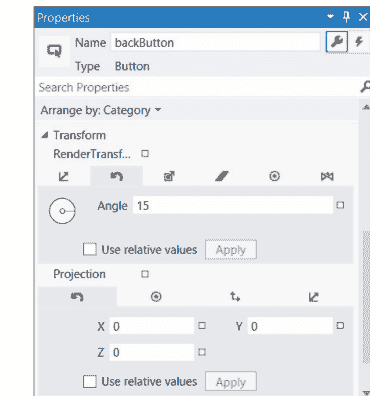 Properties
Name backButton
Type Button
Search Properties
Arrange by: Category
Transform
RenderTransf...
Angle 15
Use relative values Apply
Projection
X 0 Y 0
Z 0
Use relative values Apply